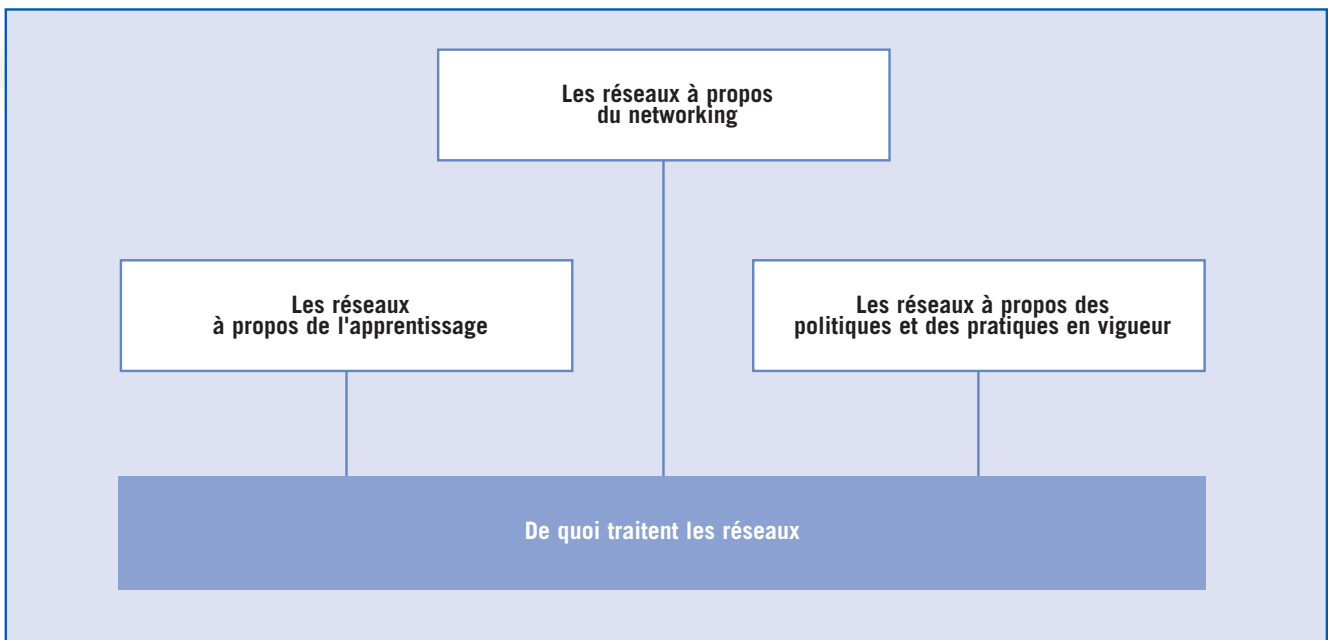 Les réseaux à propos
du networking
Les réseaux
à propos de l'apprentissage
Les réseaux à propos des
politiques et des pratiques en vigueur
De quoi traitent les réseaux